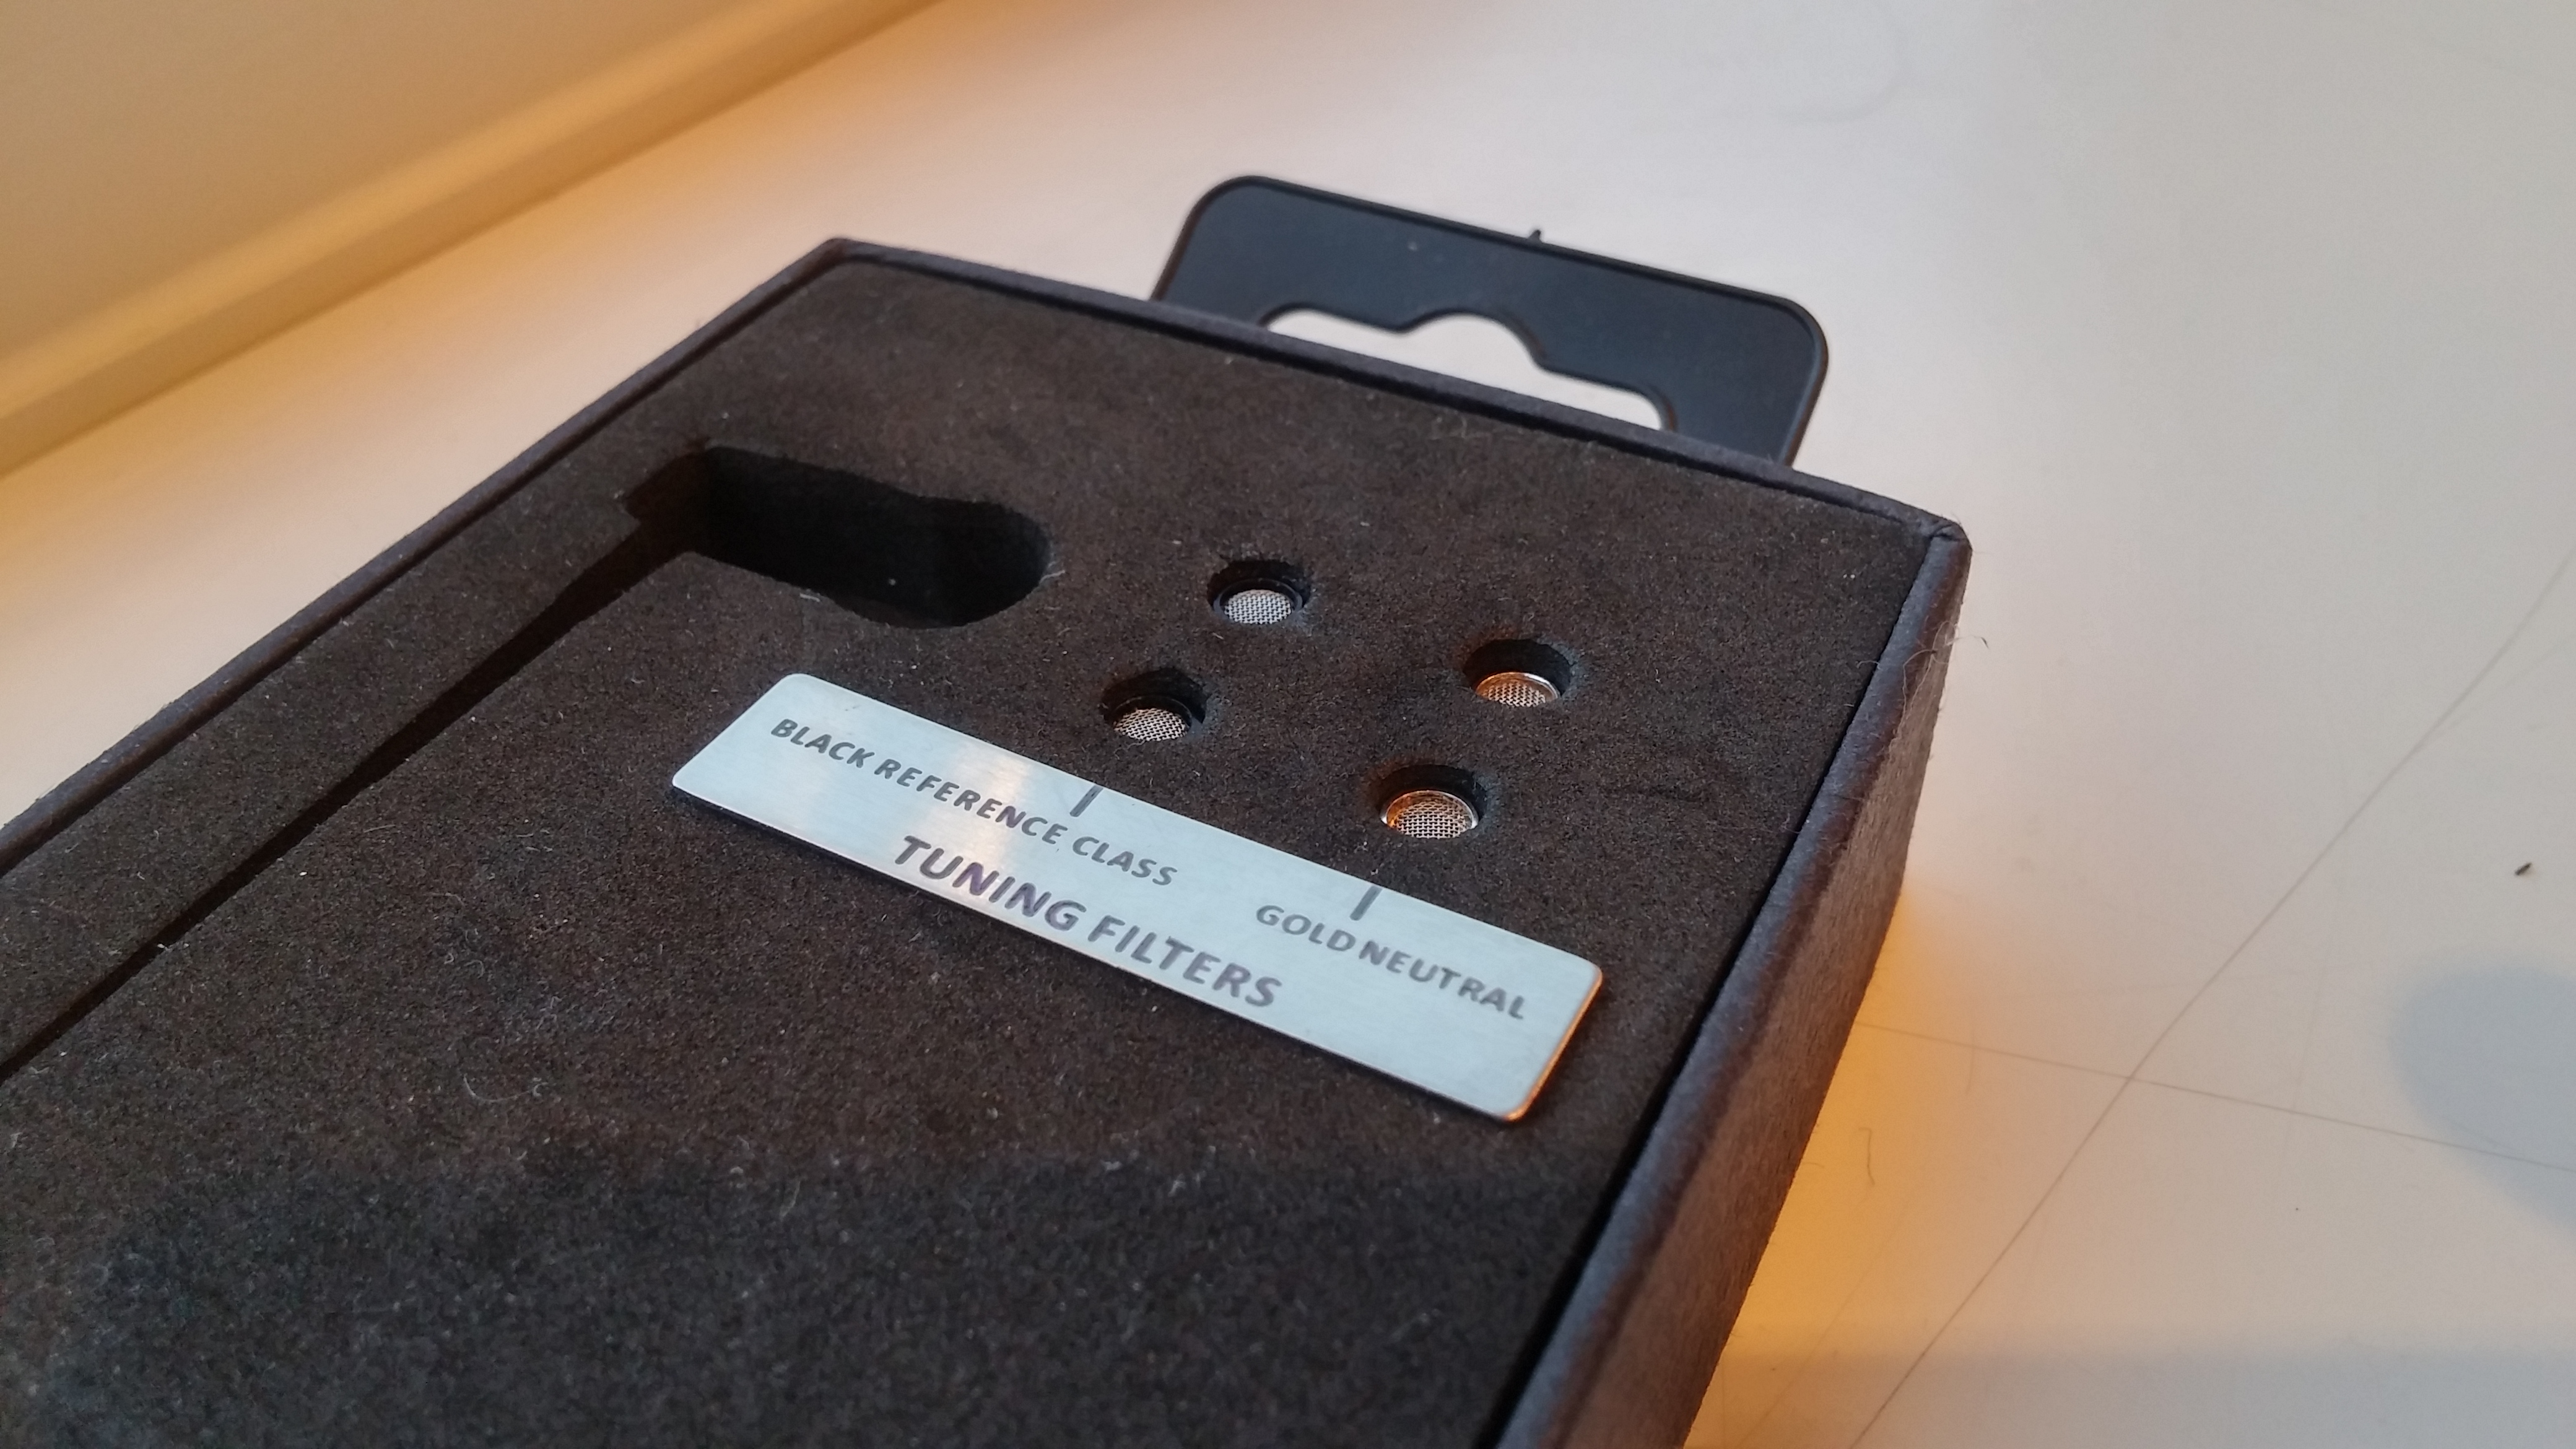 BLACK REFERENCE CLASS
GOLD NEUTRAL
TUNING FILTERS